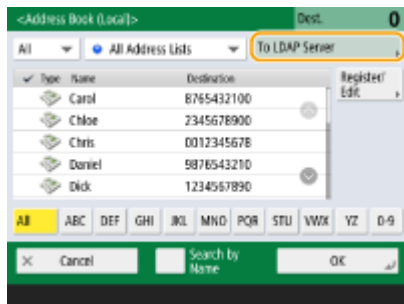 <Address Book (Local)> Dest. 0
All All Address Lists To LDAP Server
Type Name Destination Register/
Edit
Carol 8765432100
Chloe 2345678900
Chris 0012345678
Daniel 9876543210
Dick 1234567890
All ABC DEF GHI JKL MNO PQR STU VWX YZ 0-9
Cancel Search by
Name OK